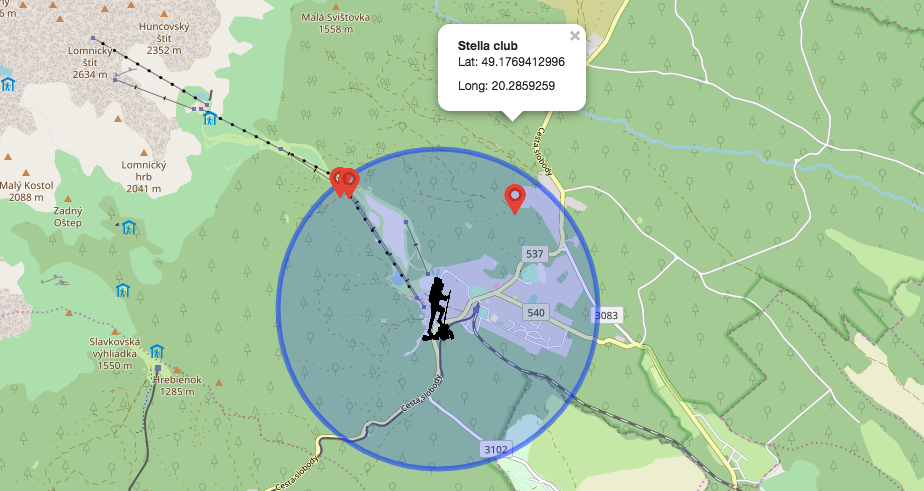 6 m
Huncovský
štít
2352 m
Malá Svišťovka
1558 m
Lomnický
štít
2634 m
×
Stella club
Lat: 49.1769412996
Long: 20.2859259
Cesta slobody
Lomnický
hrb
2041 m
Malý Kostol
2088 m
Zadný
Oštep
537
540
3083
Slavkovská
vyhliadka
1550 m
Hrebienok
1285 m
Cesta slobody
3102
Cesta slobody